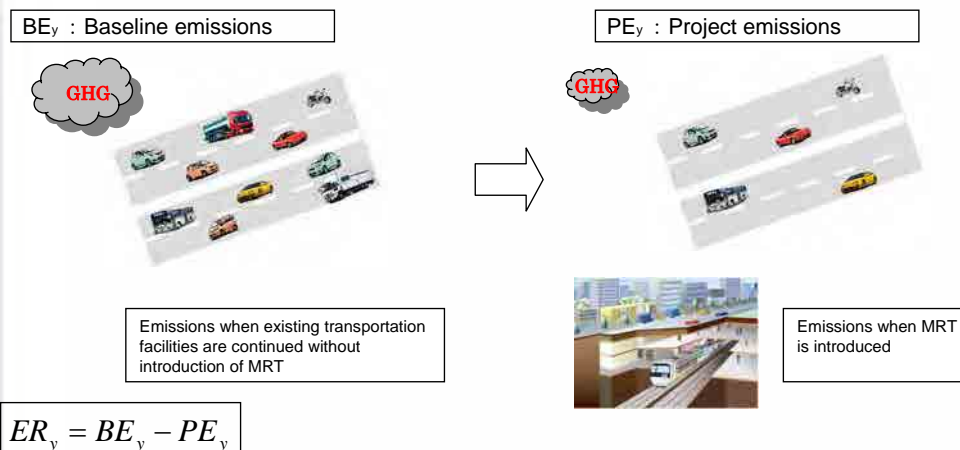 BEy : Baseline emissions
PEy : Project emissions
GHG
GHG
Emissions when existing transportation
facilities are continued without
introduction of MRT
Emissions when MRT
is introduced
ERy = BEy − PEy